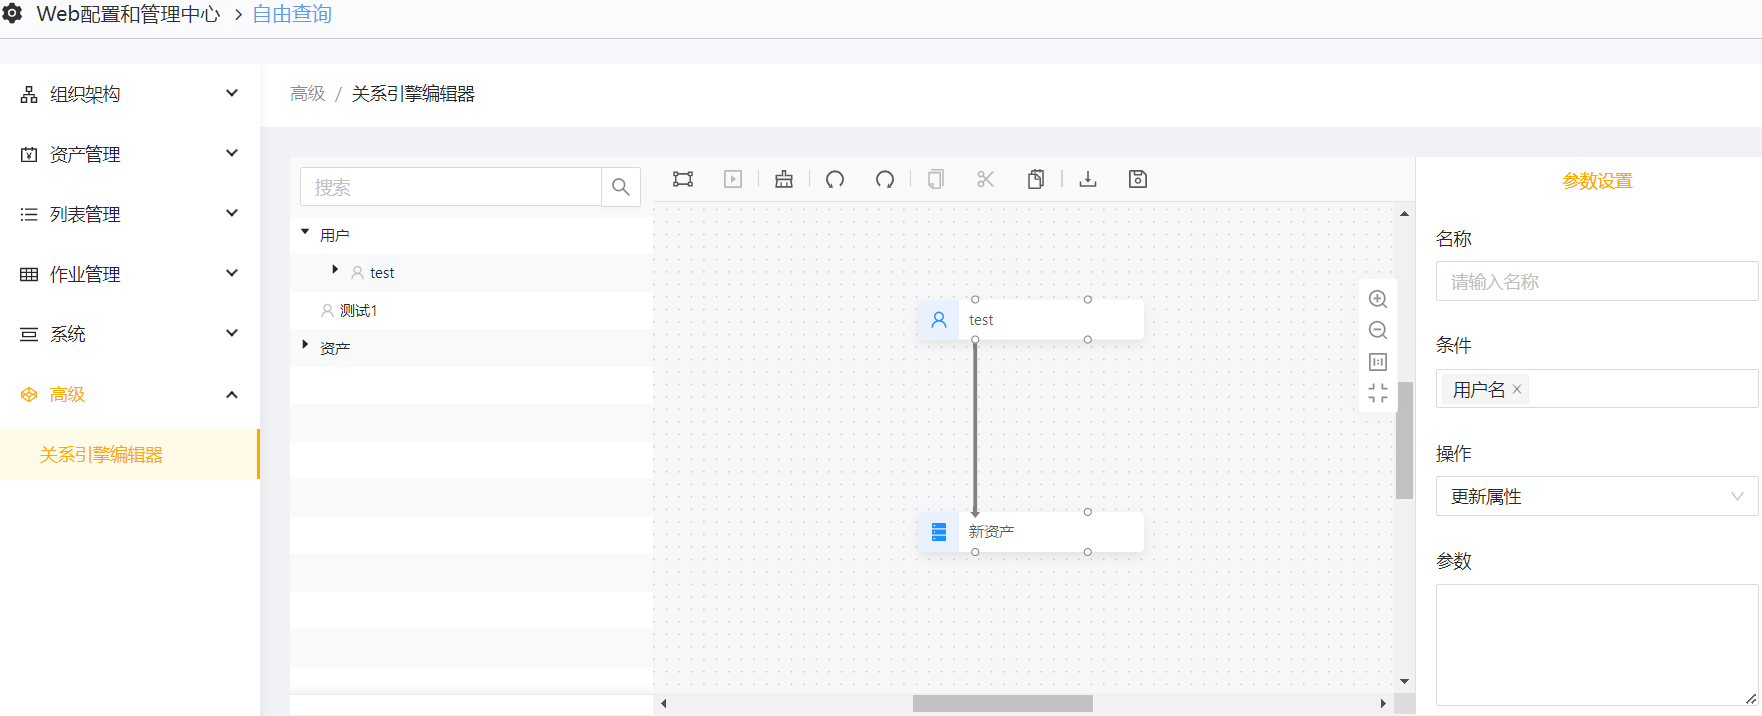 Web配置和管理中心 > 自由查询
组织架构
资产管理
列表管理
作业管理
系统
高级
关系引擎编辑器
高级 / 关系引擎编辑器
搜索
用户
test
测试1
资产
test
新资产
参数设置
名称
请输入名称
条件
用户名 ×
操作
更新属性
参数